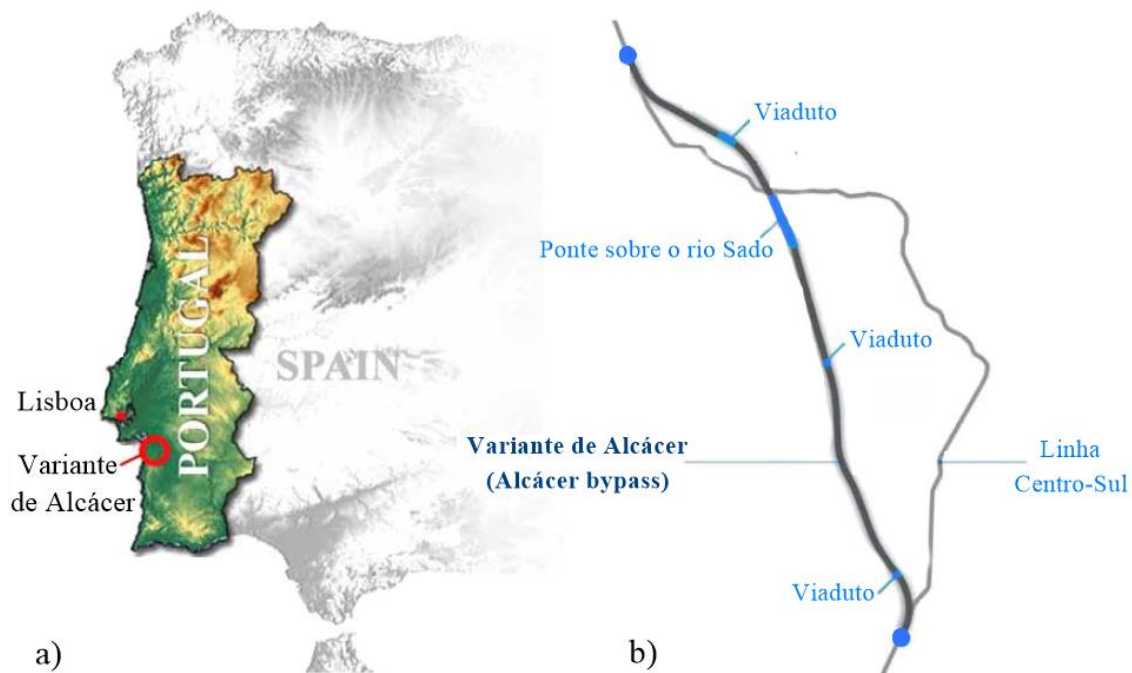 PORTUGAL
SPAIN
Lisboa
Variante
de Alcácer
a)
Viaduto
Ponte sobre o rio Sado
Viaduto
Variante de Alcácer
(Alcácer bypass)
Linha
Centro-Sul
Viaduto
b)